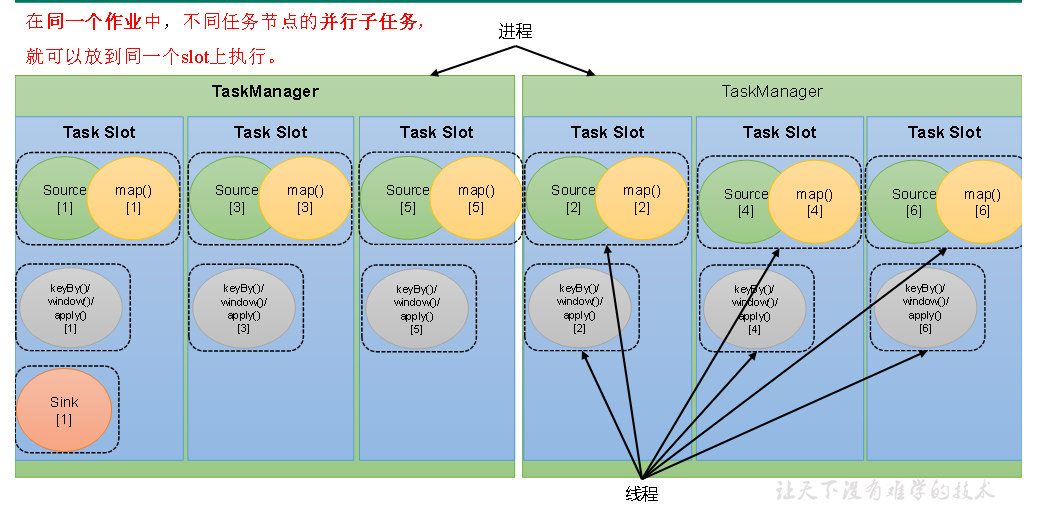 在同一个作业中，不同任务节点的并行子任务，
就可以放到同一个slot上执行。
进程
TaskManager
TaskManager
Task Slot
Task Slot
Task Slot
Task Slot
Task Slot
Task Slot
Source
[1]
map()
[1]
Source
[3]
map()
[3]
Source
[5]
map()
[5]
Source
[2]
map()
[2]
Source
[4]
map()
[4]
Source
[6]
map()
[6]
keyBy()/
window()/
apply()
[1]
keyBy()/
window()/
apply()
[3]
keyBy()/
window()/
apply()
[5]
keyBy()/
window()/
apply()
[2]
keyBy()/
window()/
apply()
[4]
keyBy()/
window()/
apply()
[6]
Sink
[1]
线程
让天下没有难学的技术